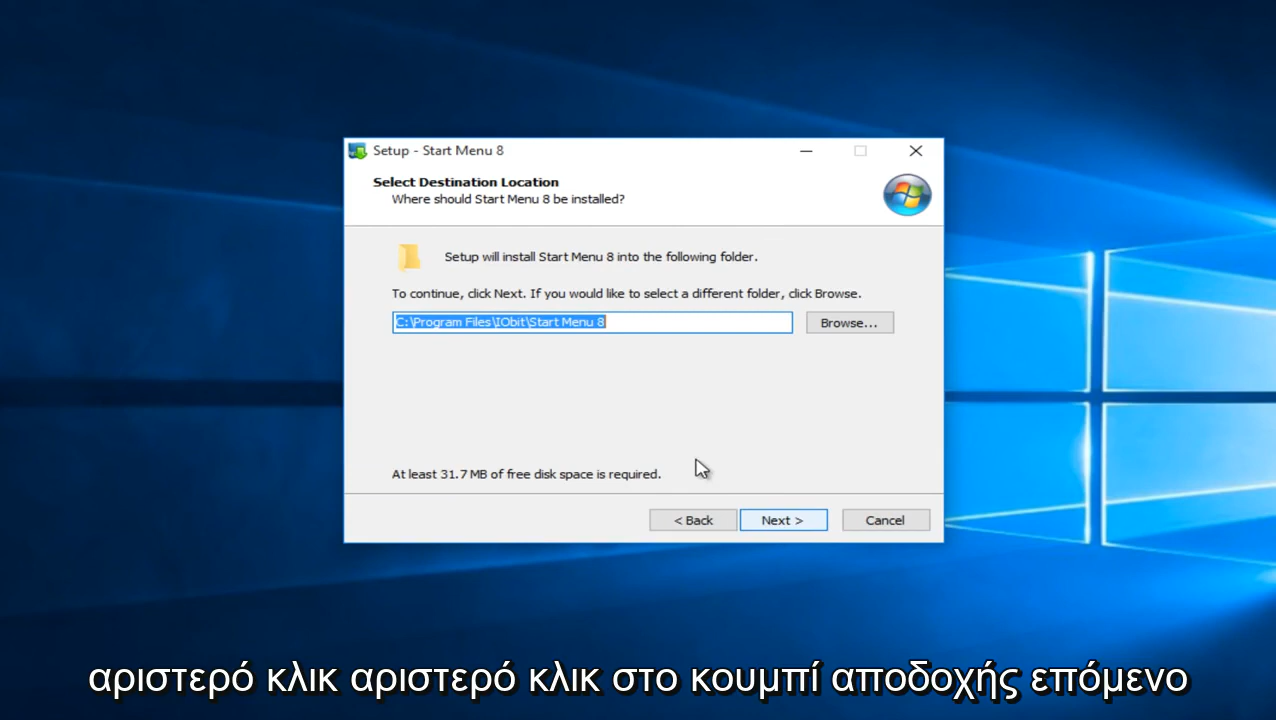 Setup - Start Menu 8
Select Destination Location
Where should Start Menu 8 be installed?
Setup will install Start Menu 8 into the following folder.
To continue, click Next. If you would like to select a different folder, click Browse.
C:\Program Files\IObit\Start Menu 8
Browse...
At least 31.7 MB of free disk space is required.
< Back
Next >
Cancel
αριστερό κλικ αριστερό κλικ στο κουμπί αποδοχής επόμενο